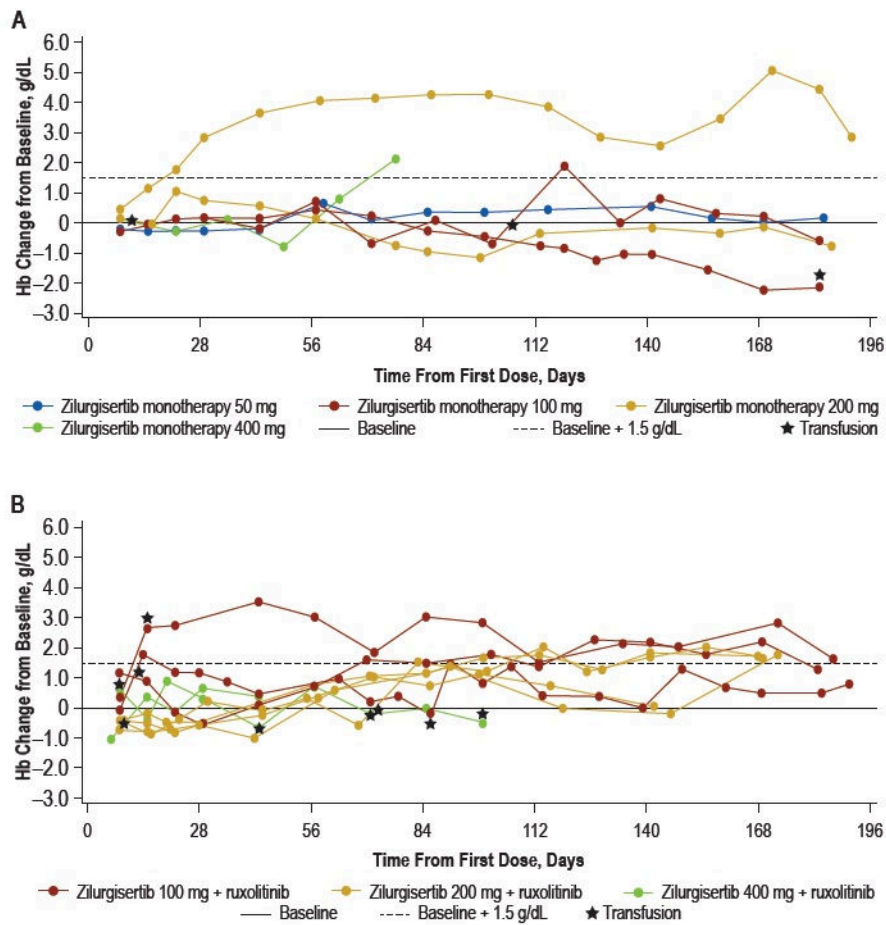 A
6.0
5.0
4.0
3.0
2.0
1.0
0
–1.0
–2.0
–3.0
Hb Change from Baseline, g/dL
0 28 56 84 112 140 168 196
Time From First Dose, Days
Zilurgisertib monotherapy 50 mg Zilurgisertib monotherapy 100 mg Zilurgisertib monotherapy 200 mg
Zilurgisertib monotherapy 400 mg Baseline Baseline + 1.5 g/dL Transfusion
B
6.0
5.0
4.0
3.0
2.0
1.0
0
–1.0
–2.0
–3.0
Hb Change from Baseline, g/dL
0 28 56 84 112 140 168 196
Time From First Dose, Days
Zilurgisertib 100 mg + ruxolitinib Zilurgisertib 200 mg + ruxolitinib Zilurgisertib 400 mg + ruxolitinib
Baseline Baseline + 1.5 g/dL Transfusion